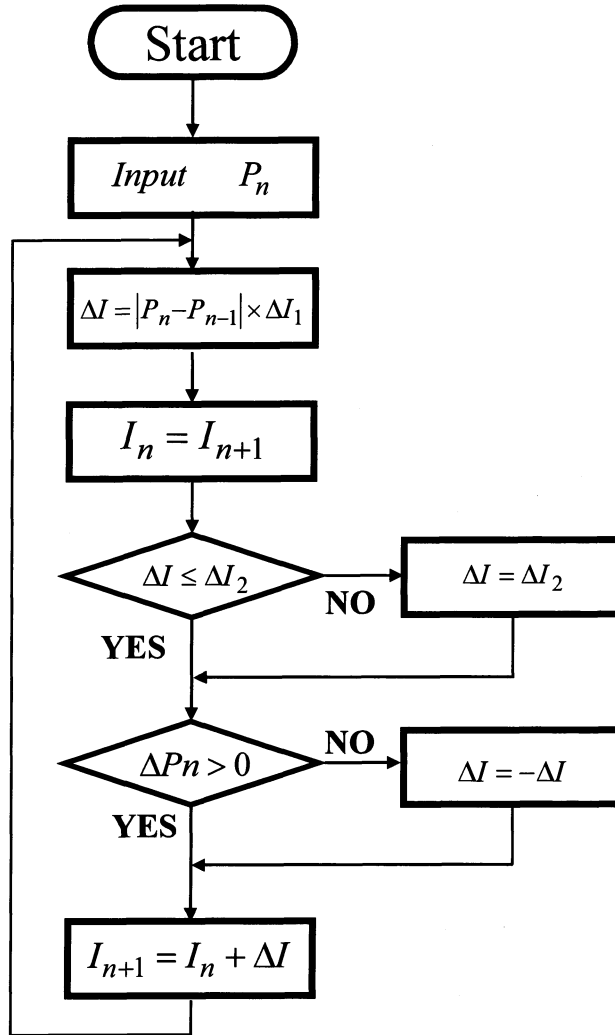 Start
Input P_n
ΔI = |P_n − P_{n−1}| × ΔI_1
I_n = I_{n+1}
ΔI ≤ ΔI_2
NO
ΔI = ΔI_2
YES
ΔPn > 0
NO
ΔI = −ΔI
YES
I_{n+1} = I_n + ΔI